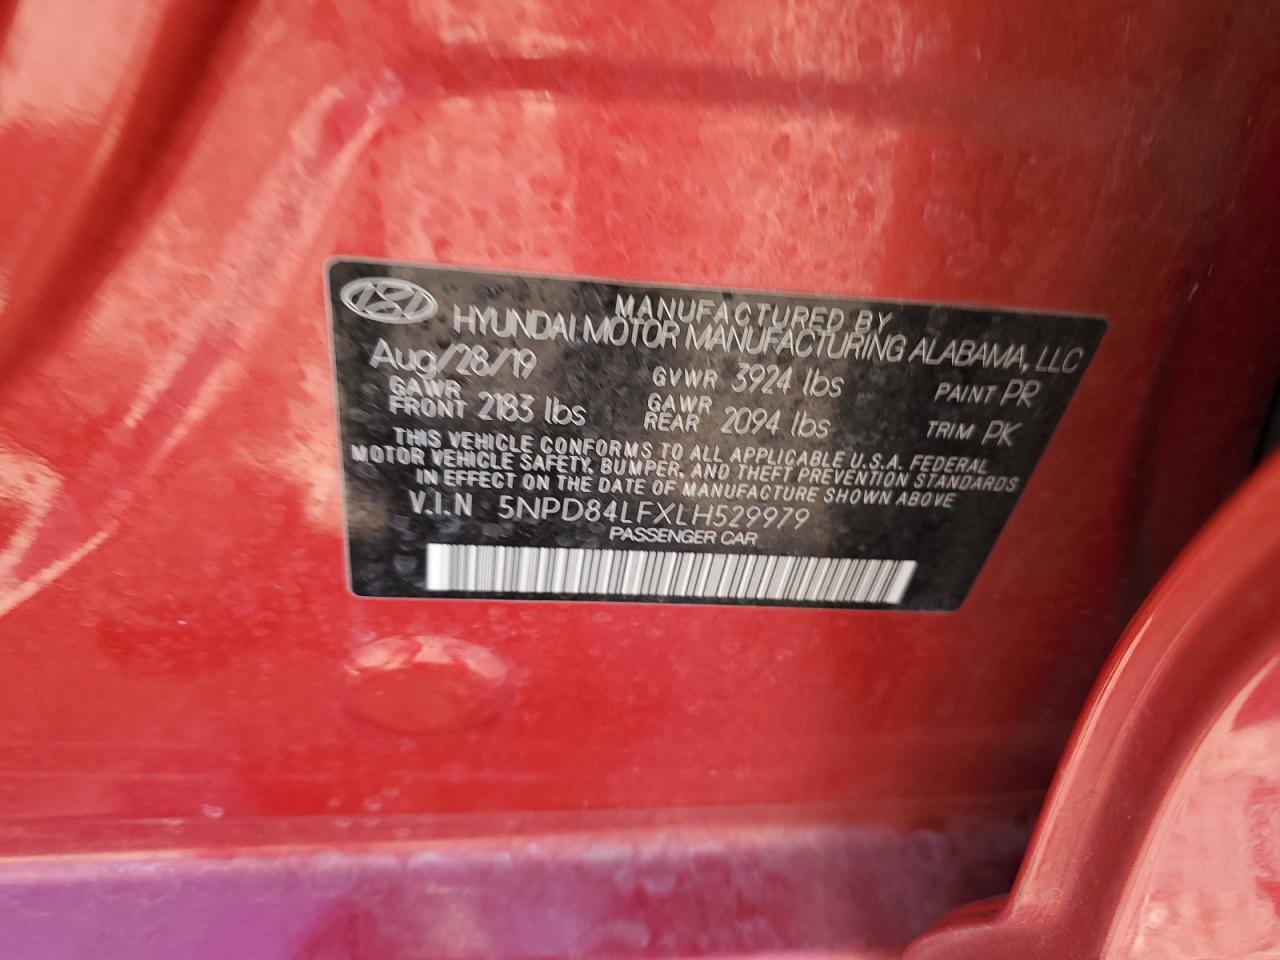 MANUFACTURED BY
HYUNDAI MOTOR MANUFACTURING ALABAMA, LLC
Aug/28/19
GVWR 3924 lbs
PAINT PR
GAWR FRONT 2183 lbs
GAWR REAR 2094 lbs
TRIM PK
THIS VEHICLE CONFORMS TO ALL APPLICABLE U.S.A. FEDERAL
MOTOR VEHICLE SAFETY, BUMPER, AND THEFT PREVENTION STANDARDS
IN EFFECT ON THE DATE OF MANUFACTURE SHOWN ABOVE
V.I.N 5NPD84LFXLH529979
PASSENGER CAR